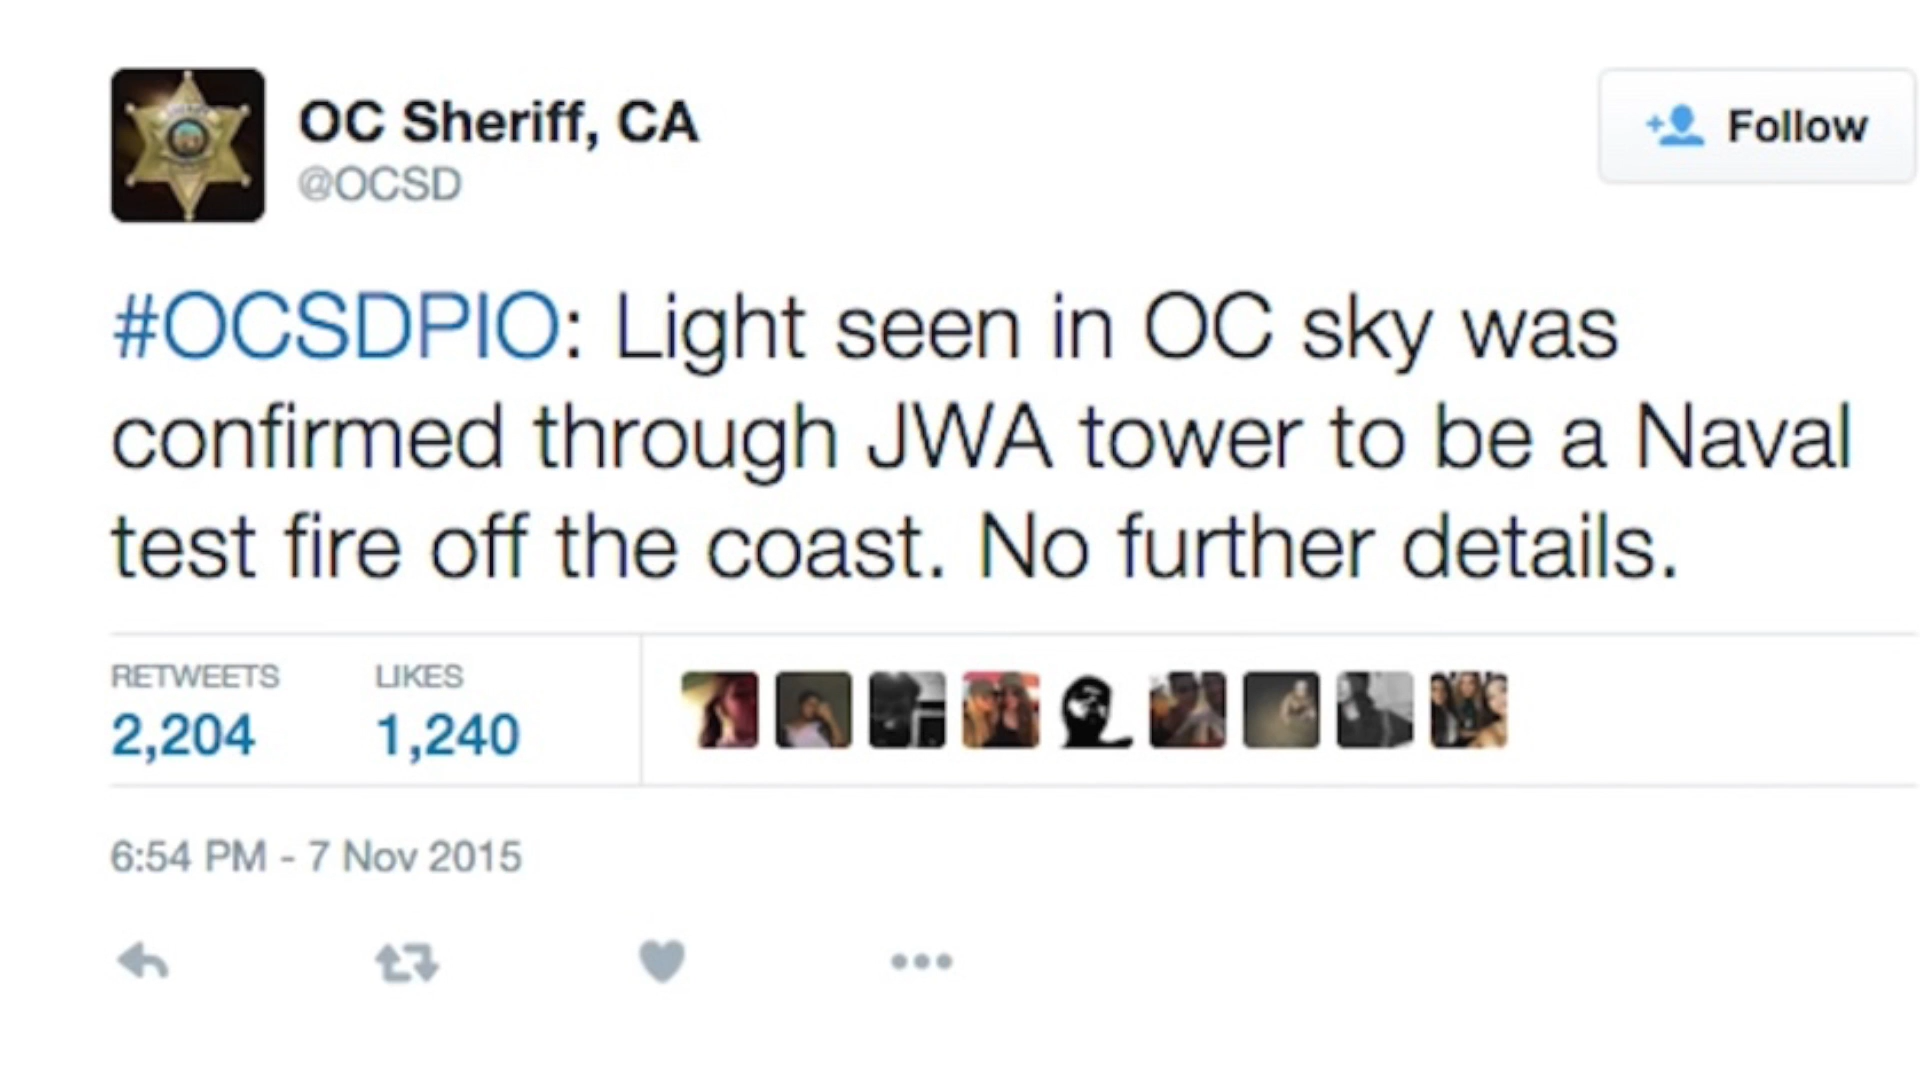 OC Sheriff, CA
@OCSD
Follow
#OCSDPIO: Light seen in OC sky was
confirmed through JWA tower to be a Naval
test fire off the coast. No further details.
RETWEETS LIKES
2,204 1,240
6:54 PM - 7 Nov 2015